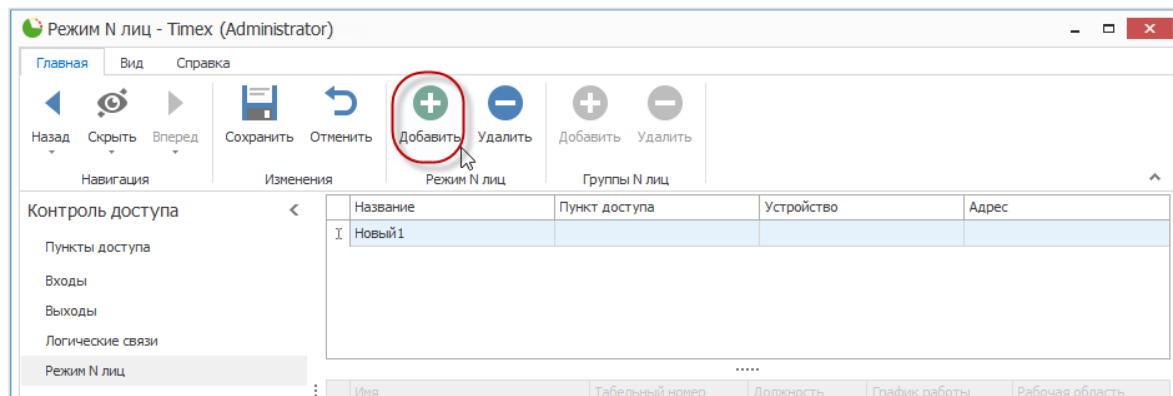 Режим N лиц - Timex (Administrator)
Главная Вид Справка
Назад Скрыть Вперед Сохранить Отменить Добавить Удалить Добавить Удалить
Навигация Изменения Режим N лиц Группы N лиц
Контроль доступа
Название Пункт доступа Устройство Адрес
Новый1
Пункты доступа
Входы
Выходы
Логические связи
Режим N лиц
Имя Табельный номер Должность График работы Рабочая область